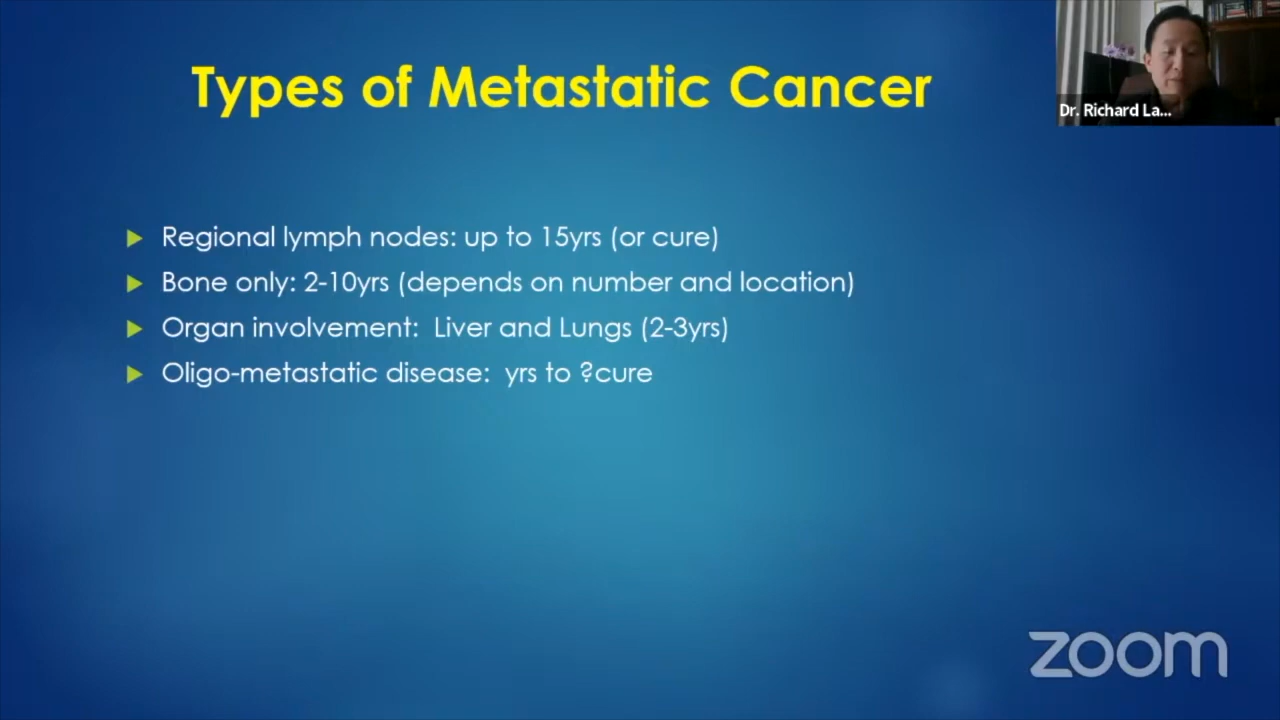 Types of Metastatic Cancer
Dr. Richard La...
Regional lymph nodes: up to 15yrs (or cure)
Bone only: 2-10yrs (depends on number and location)
Organ involvement:  Liver and Lungs (2-3yrs)
Oligo-metastatic disease:  yrs to ?cure
zoom